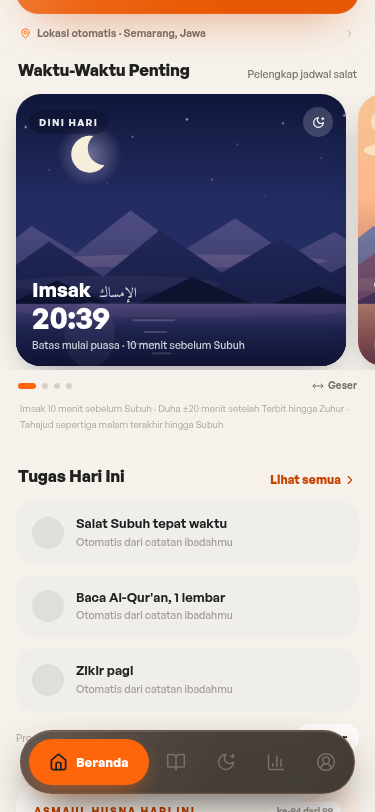 Lokasi otomatis · Semarang, Jawa
Waktu-Waktu Penting
Pelengkap jadwal salat
DINI HARI
Imsak الإمساك
20:39
Batas mulai puasa · 10 menit sebelum Subuh
Geser
Imsak 10 menit sebelum Subuh · Duha ±20 menit setelah Terbit hingga Zuhur ·
Tahajud sepertiga malam terakhir hingga Subuh
Tugas Hari Ini
Lihat semua
Salat Subuh tepat waktu
Otomatis dari catatan ibadahmu
Baca Al-Qur'an, 1 lembar
Otomatis dari catatan ibadahmu
Zikir pagi
Otomatis dari catatan ibadahmu
Beranda
ASMAUL HUSNA HARI INI
ke-94 dari 99